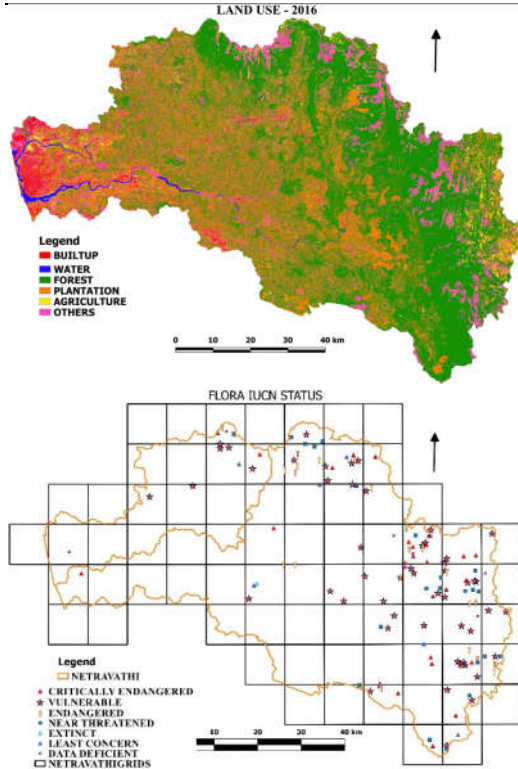 LAND USE - 2016
Legend
BUILTUP
WATER
FOREST
PLANTATION
AGRICULTURE
OTHERS
0 10 20 30 40 km
FLORA IUCN STATUS
Legend
NETRAVATHI
CRITICALLY ENDANGERED
VULNERABLE
ENDANGERED
NEAR THREATENED
EXTINCT
LEAST CONCERN
DATA DEFICIENT
NETRAVATHIGRIDS
0 10 20 30 40 km